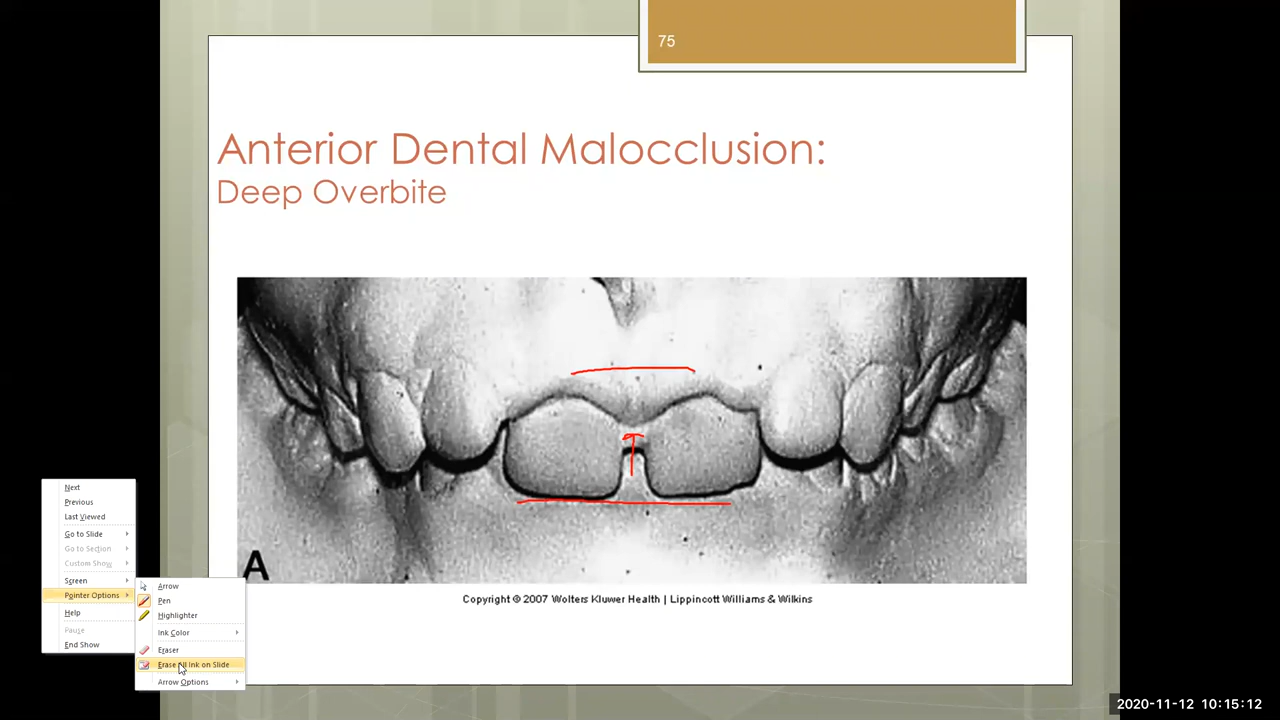 75
Anterior Dental Malocclusion:
Deep Overbite
A
Copyright © 2007 Wolters Kluwer Health | Lippincott Williams & Wilkins
Next
Previous
Last Viewed
Go to Slide
Go to Section
Custom Show
Screen
Pointer Options
Help
Pause
End Show
Arrow
Pen
Highlighter
Ink Color
Eraser
Erase All Ink on Slide
Arrow Options
2020-11-12 10:15:12